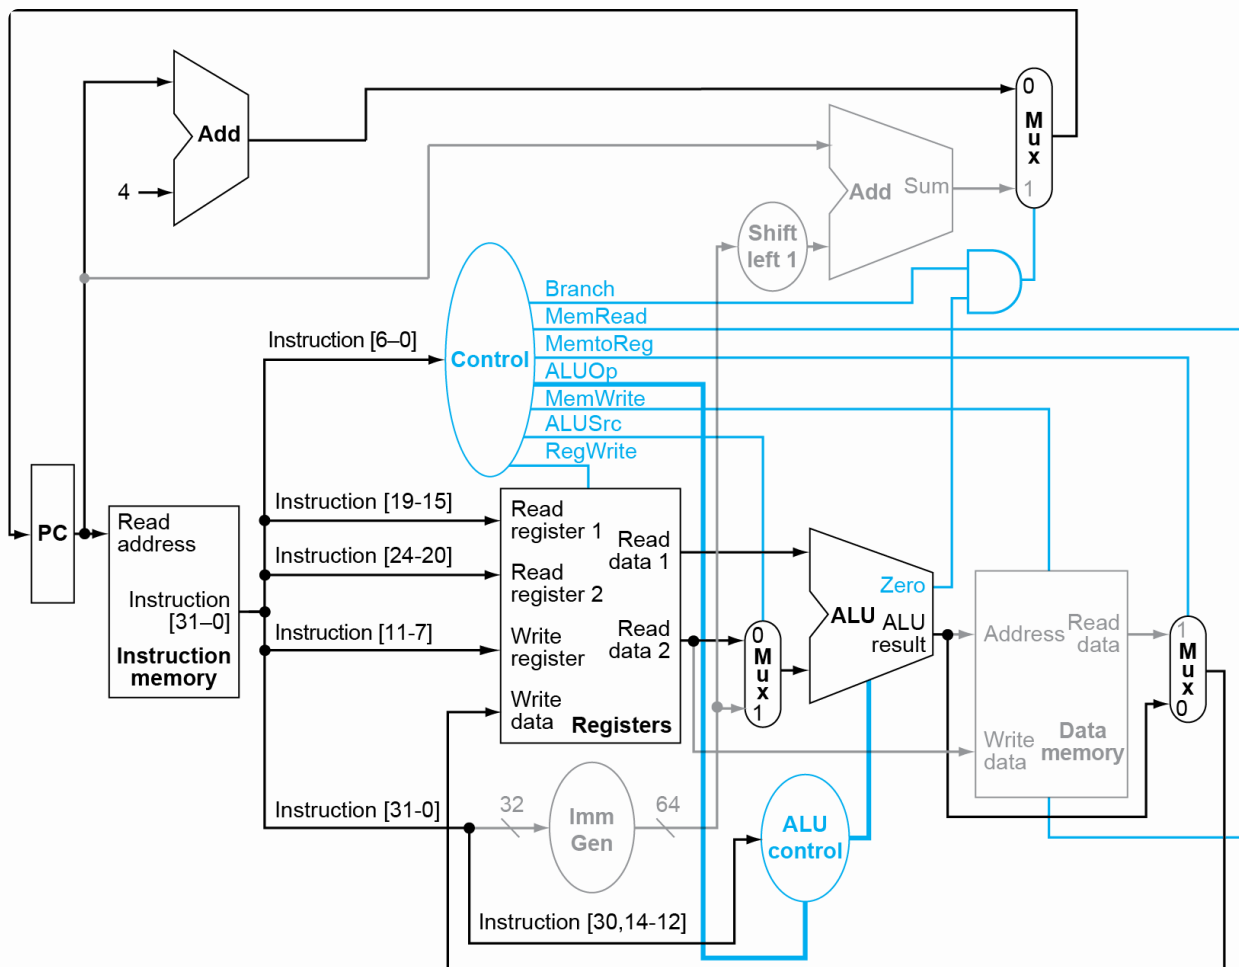 0
Mux
1
Add
4
Add
Sum
Shift
left 1
Branch
MemRead
MemtoReg
ALUOp
MemWrite
ALUSrc
RegWrite
Control
Instruction [6–0]
PC
Read
address
Instruction
[31–0]
Instruction
memory
Instruction [19-15]
Instruction [24-20]
Instruction [11-7]
Instruction [31-0]
Read
register 1
Read
register 2
Write
register
Write
data
Read
data 1
Read
data 2
Registers
0
Mux
1
Zero
ALU
ALU
result
Address
Read
data
Write
data
Data
memory
1
Mux
0
32
Imm
Gen
64
ALU
control
Instruction [30,14-12]